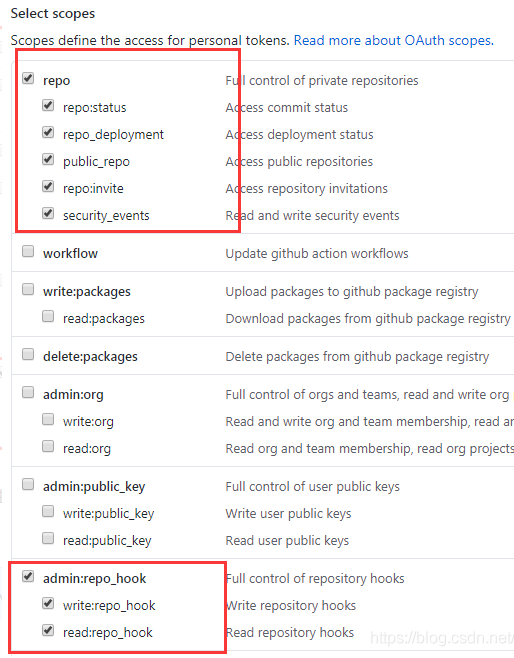 Select scopes
Scopes define the access for personal tokens. Read more about OAuth scopes.
repo Full control of private repositories
repo:status Access commit status
repo_deployment Access deployment status
public_repo Access public repositories
repo:invite Access repository invitations
security_events Read and write security events
workflow Update github action workflows
write:packages Upload packages to github package registry
read:packages Download packages from github package registry
delete:packages Delete packages from github package registry
admin:org Full control of orgs and teams, read and write org
write:org Read and write org and team membership, read ar
read:org Read org and team membership, read org projects
admin:public_key Full control of user public keys
write:public_key Write user public keys
read:public_key Read user public keys
admin:repo_hook Full control of repository hooks
write:repo_hook Write repository hooks
read:repo_hook Read repository hooks
https://blog.csdn.net/